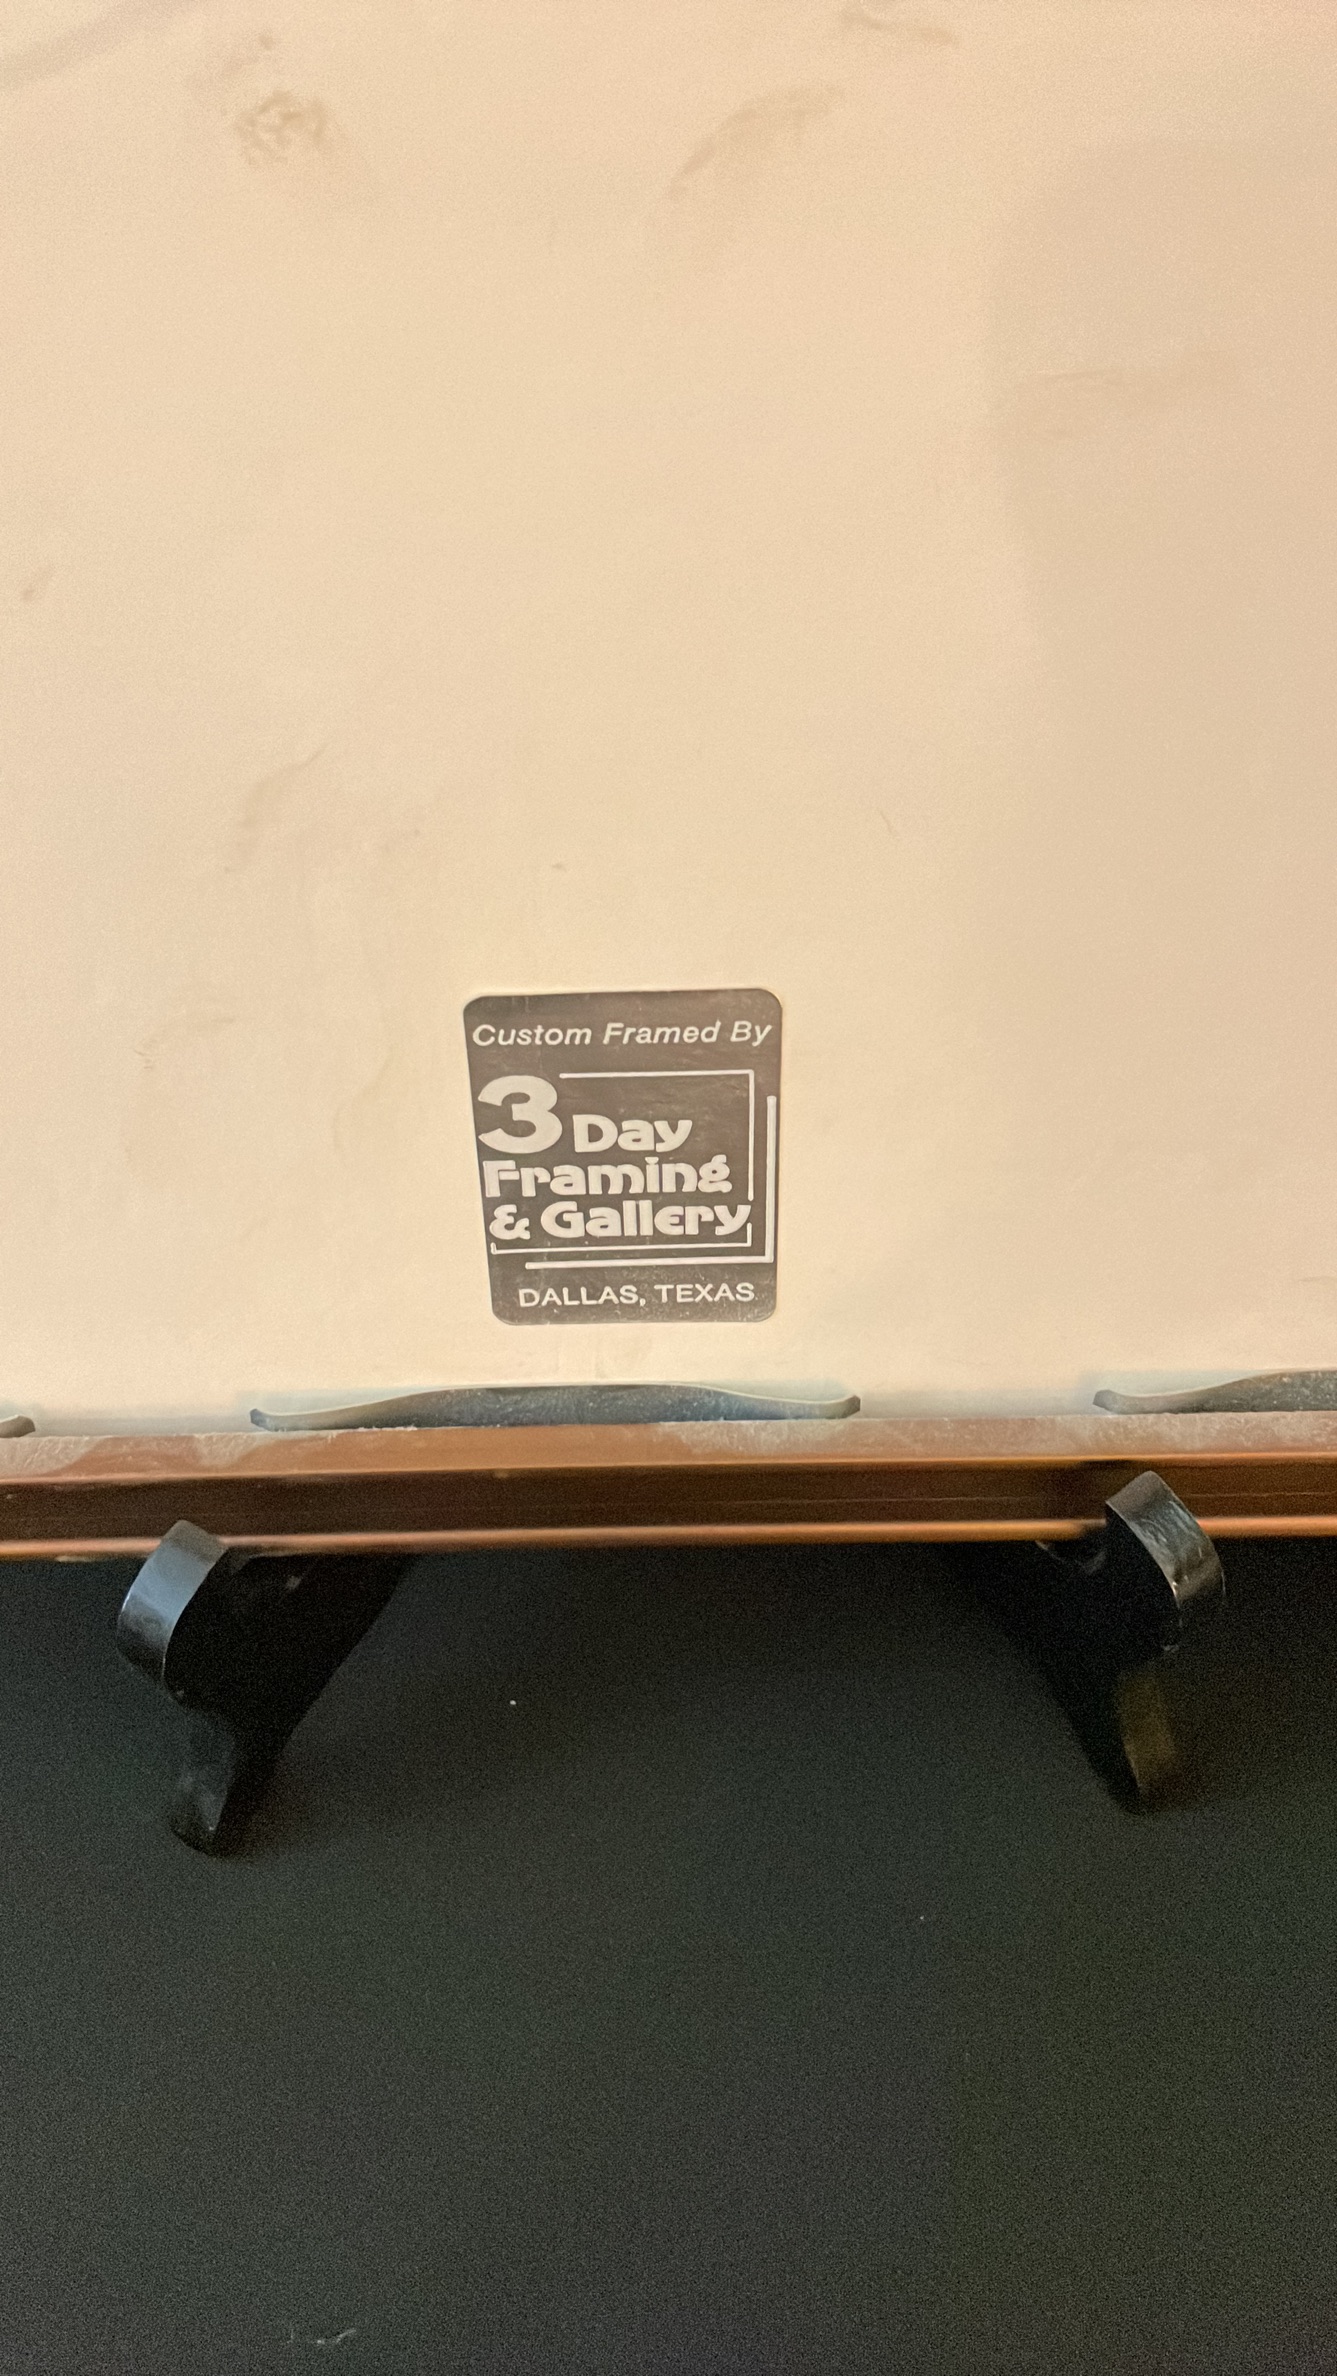 Custom Framed By
3 Day
Framing
& Gallery
DALLAS, TEXAS